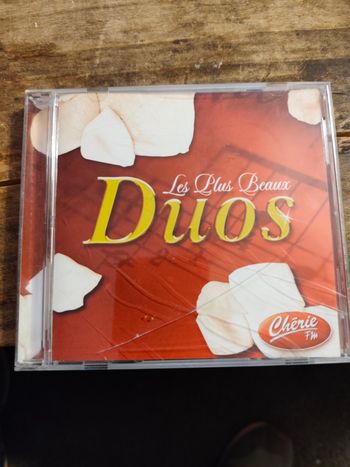 Les Plus Beaux
Duos
Chérie
FM